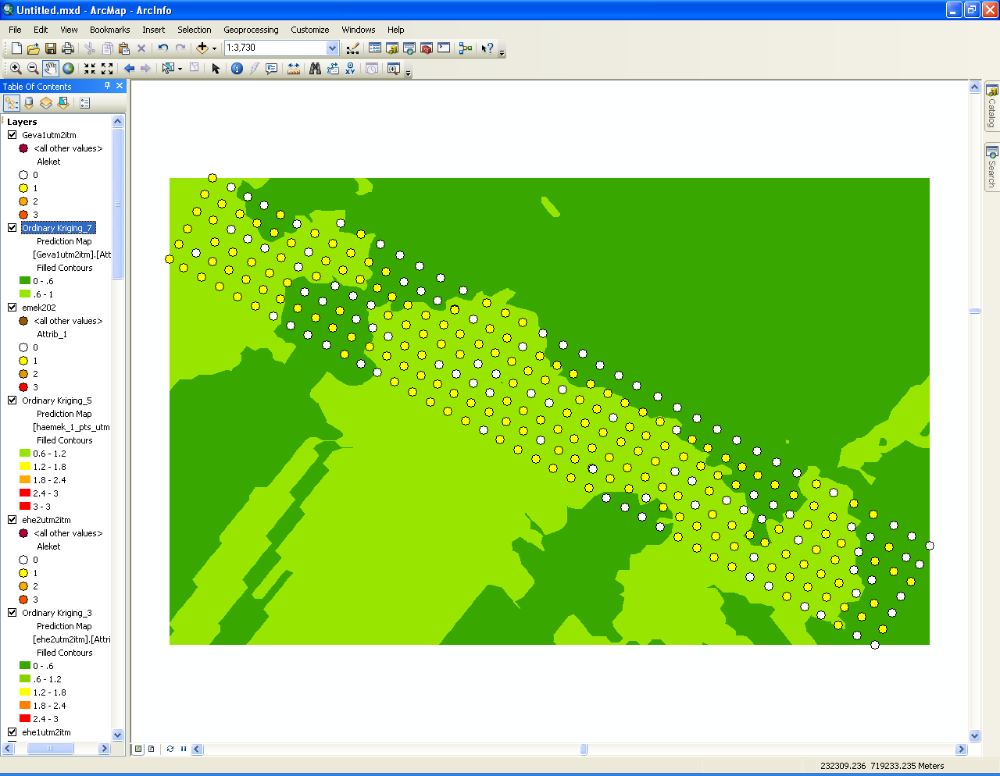 Untitled.mxd - ArcMap - ArcInfo
File Edit View Bookmarks Insert Selection Geoprocessing Customize Windows Help
1:3,730
Table Of Contents
Layers
Geva1utm2itm
<all other values>
Aleket
0
1
2
3
Ordinary Kriging_7
Prediction Map
[Geva1utm2itm].[Att
Filled Contours
0 - .6
.6 - 1
emek202
<all other values>
Attrib_1
0
1
2
3
Ordinary Kriging_5
Prediction Map
[haemek_1_pts_utm
Filled Contours
0.6 - 1.2
1.2 - 1.8
1.8 - 2.4
2.4 - 3
3 - 3
ehe2utm2itm
<all other values>
Aleket
0
1
2
3
Ordinary Kriging_3
Prediction Map
[ehe2utm2itm].[Attri
Filled Contours
0 - .6
.6 - 1.2
1.2 - 1.8
1.8 - 2.4
2.4 - 3
ehe1utm2itm
Catalog
Search
232309.236 719233.235 Meters